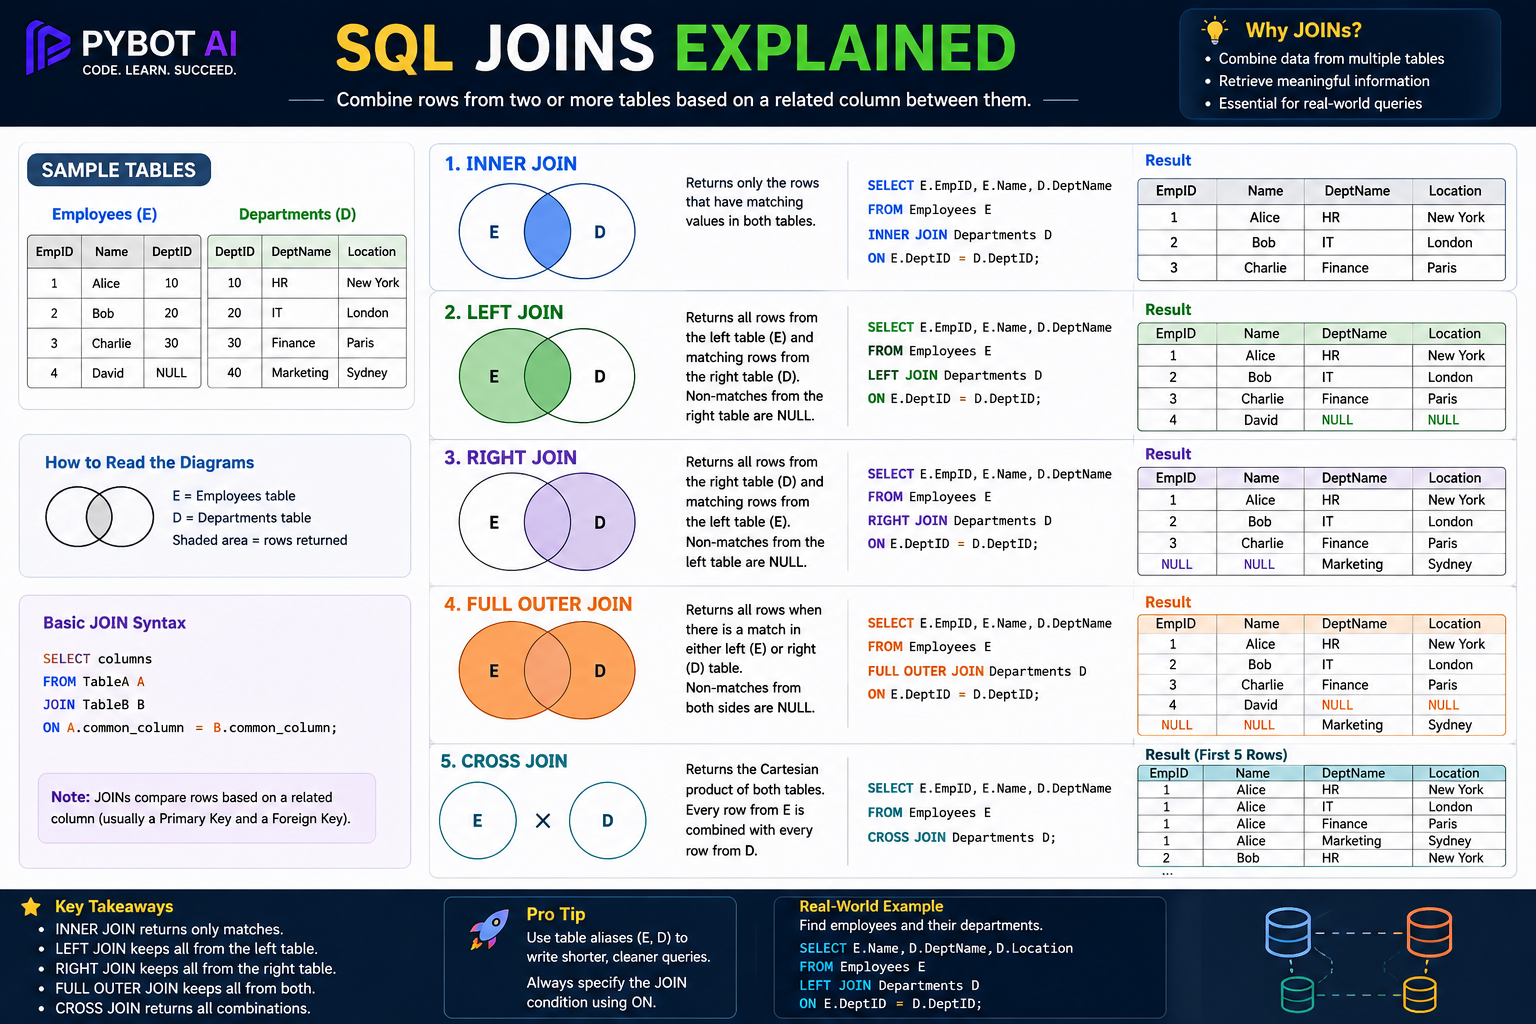 PYBOT AI
CODE. LEARN. SUCCEED.
SQL JOINS EXPLAINED
Combine rows from two or more tables based on a related column between them.
Why JOINs?
• Combine data from multiple tables
• Retrieve meaningful information
• Essential for real-world queries
SAMPLE TABLES
Employees (E)
EmpID Name DeptID
1 Alice 10
2 Bob 20
3 Charlie 30
4 David NULL
Departments (D)
DeptID DeptName Location
10 HR New York
20 IT London
30 Finance Paris
40 Marketing Sydney
How to Read the Diagrams
E = Employees table
D = Departments table
Shaded area = rows returned
Basic JOIN Syntax
SELECT columns
FROM TableA A
JOIN TableB B
ON A.common_column = B.common_column;
Note: JOINs compare rows based on a related
column (usually a Primary Key and a Foreign Key).
1. INNER JOIN
E D
Returns only the rows
that have matching
values in both tables.
SELECT E.EmpID, E.Name, D.DeptName
FROM Employees E
INNER JOIN Departments D
ON E.DeptID = D.DeptID;
Result
EmpID Name DeptName Location
1 Alice HR New York
2 Bob IT London
3 Charlie Finance Paris
2. LEFT JOIN
E D
Returns all rows from
the left table (E) and
matching rows from
the right table (D).
Non-matches from the
right table are NULL.
SELECT E.EmpID, E.Name, D.DeptName
FROM Employees E
LEFT JOIN Departments D
ON E.DeptID = D.DeptID;
Result
EmpID Name DeptName Location
1 Alice HR New York
2 Bob IT London
3 Charlie Finance Paris
4 David NULL NULL
3. RIGHT JOIN
E D
Returns all rows from
the right table (D) and
matching rows from
the left table (E).
Non-matches from the
left table are NULL.
SELECT E.EmpID, E.Name, D.DeptName
FROM Employees E
RIGHT JOIN Departments D
ON E.DeptID = D.DeptID;
Result
EmpID Name DeptName Location
1 Alice HR New York
2 Bob IT London
3 Charlie Finance Paris
NULL NULL Marketing Sydney
4. FULL OUTER JOIN
E D
Returns all rows when
there is a match in
either left (E) or right
(D) table.
Non-matches from
both sides are NULL.
SELECT E.EmpID, E.Name, D.DeptName
FROM Employees E
FULL OUTER JOIN Departments D
ON E.DeptID = D.DeptID;
Result
EmpID Name DeptName Location
1 Alice HR New York
2 Bob IT London
3 Charlie Finance Paris
4 David NULL NULL
NULL NULL Marketing Sydney
5. CROSS JOIN
E × D
Returns the Cartesian
product of both tables.
Every row from E is
combined with every
row from D.
SELECT E.EmpID, E.Name, D.DeptName
FROM Employees E
CROSS JOIN Departments D;
Result (First 5 Rows)
EmpID Name DeptName Location
1 Alice HR New York
1 Alice IT London
1 Alice Finance Paris
1 Alice Marketing Sydney
2 Bob HR New York
...
Key Takeaways
• INNER JOIN returns only matches.
• LEFT JOIN keeps all from the left table.
• RIGHT JOIN keeps all from the right table.
• FULL OUTER JOIN keeps all from both.
• CROSS JOIN returns all combinations.
Pro Tip
Use table aliases (E, D) to
write shorter, cleaner queries.
Always specify the JOIN
condition using ON.
Real-World Example
Find employees and their departments.
SELECT E.Name, D.DeptName, D.Location
FROM Employees E
LEFT JOIN Departments D
ON E.DeptID = D.DeptID;